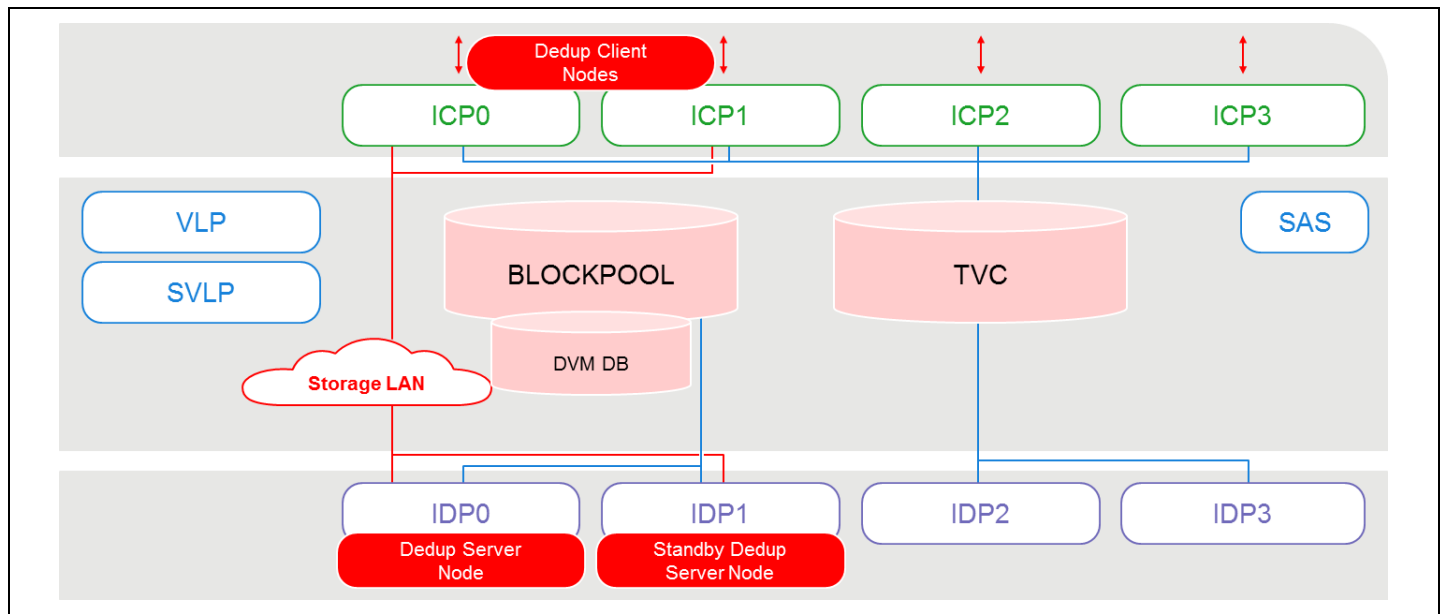 Dedup Client
Nodes
ICP0
ICP1
ICP2
ICP3
VLP
SVLP
BLOCKPOOL
DVM DB
TVC
SAS
Storage LAN
IDP0
IDP1
IDP2
IDP3
Dedup Server
Node
Standby Dedup
Server Node